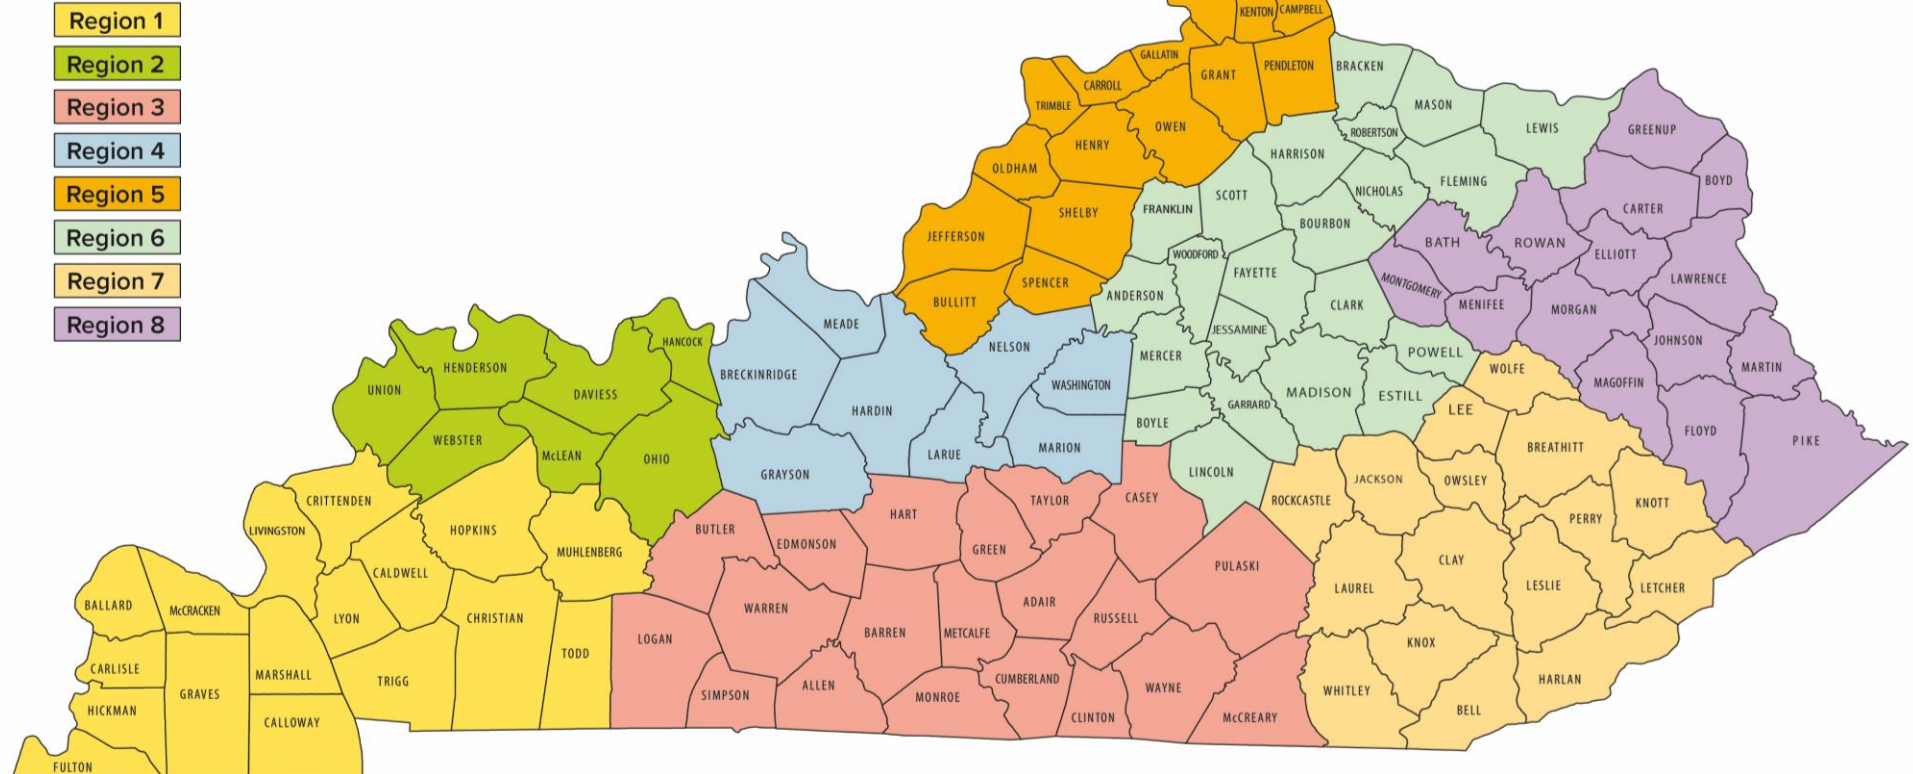 Region 1
Region 2
Region 3
Region 4
Region 5
Region 6
Region 7
Region 8
KENTON
CAMPBELL
GALLATIN
GRANT
PENDLETON
BRACKEN
CARROLL
TRIMBLE
MASON
OWEN
ROBERTSON
LEWIS
GREENUP
HENRY
HARRISON
OLDHAM
FLEMING
BOYD
NICHOLAS
SCOTT
SHELBY
FRANKLIN
CARTER
BOURBON
JEFFERSON
BATH
ROWAN
WOODFORD
ELLIOTT
FAYETTE
LAWRENCE
SPENCER
MONTGOMERY
ANDERSON
BULLITT
CLARK
MENIFEE
MORGAN
MEADE
JESSAMINE
HANCOCK
NELSON
JOHNSON
MERCER
POWELL
HENDERSON
BRECKINRIDGE
WOLFE
MARTIN
UNION
DAVIESS
WASHINGTON
MAGOFFIN
MADISON
ESTILL
HARDIN
GARRARD
LEE
BOYLE
FLOYD
WEBSTER
PIKE
McLEAN
OHIO
LARUE
MARION
BREATHITT
GRAYSON
LINCOLN
JACKSON
OWSLEY
CRITTENDEN
TAYLOR
CASEY
ROCKCASTLE
KNOTT
LIVINGSTON
HOPKINS
BUTLER
HART
PERRY
MUHLENBERG
EDMONSON
GREEN
CLAY
CALDWELL
PULASKI
LAUREL
LESLIE
LETCHER
BALLARD
McCRACKEN
WARREN
ADAIR
LYON
CHRISTIAN
RUSSELL
LOGAN
BARREN
METCALFE
KNOX
TODD
CARLISLE
MARSHALL
TRIGG
CUMBERLAND
HARLAN
GRAVES
SIMPSON
ALLEN
MONROE
WAYNE
WHITLEY
HICKMAN
CALLOWAY
CLINTON
McCREARY
BELL
FULTON